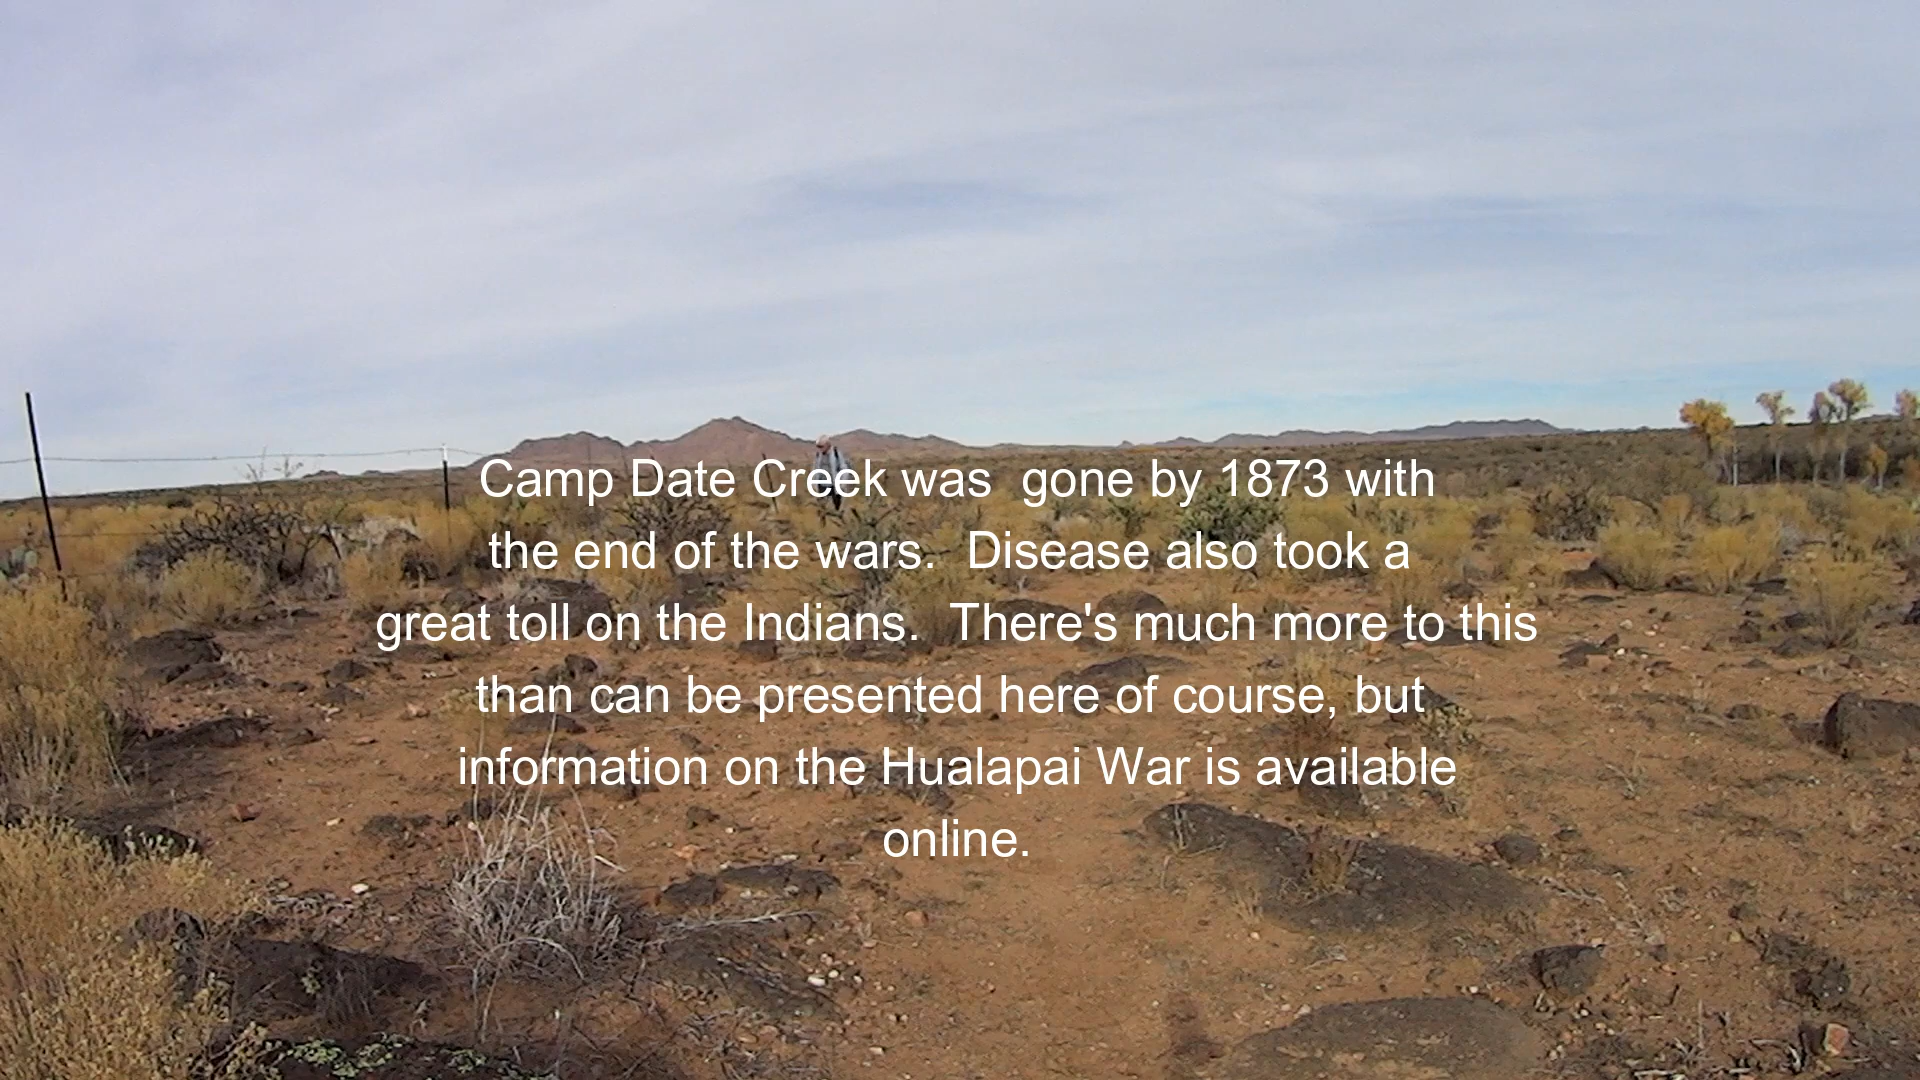 Camp Date Creek was  gone by 1873 with
the end of the wars.  Disease also took a
great toll on the Indians.  There's much more to this
than can be presented here of course, but
information on the Hualapai War is available
online.